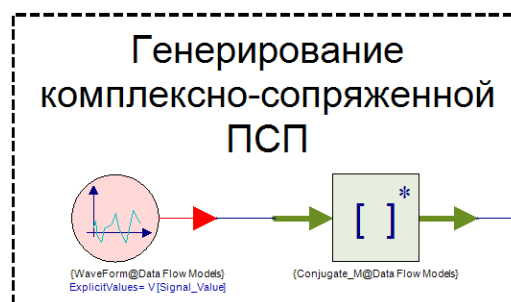 Генерирование
комплексно-сопряженной
ПСП
[ ]*
{WaveForm@Data Flow Models}
{Conjugate_M@Data Flow Models}
ExplicitValues= V[Signal_Value]